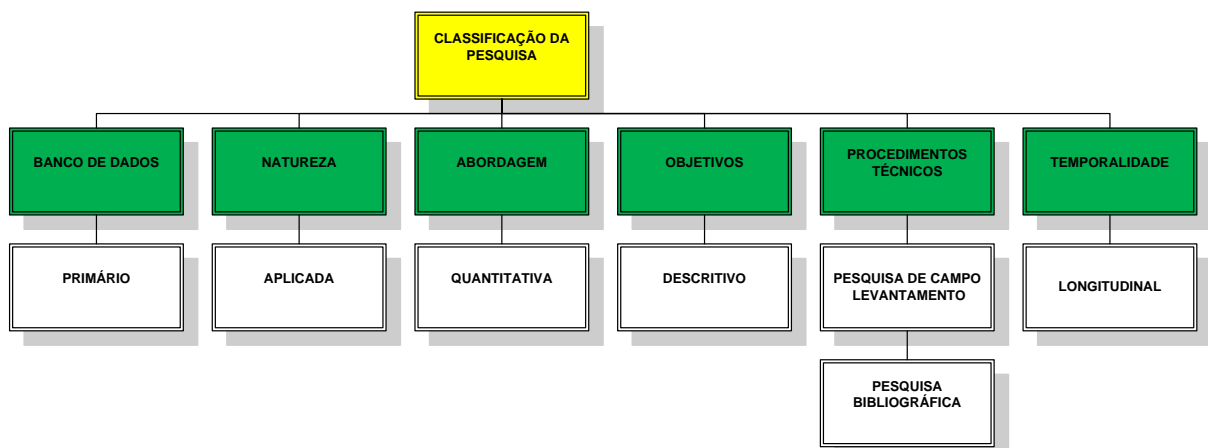 CLASSIFICAÇÃO DA
PESQUISA
BANCO DE DADOS
NATUREZA
ABORDAGEM
OBJETIVOS
PROCEDIMENTOS
TÉCNICOS
TEMPORALIDADE
PRIMÁRIO
APLICADA
QUANTITATIVA
DESCRITIVO
PESQUISA DE CAMPO
LEVANTAMENTO
LONGITUDINAL
PESQUISA
BIBLIOGRÁFICA